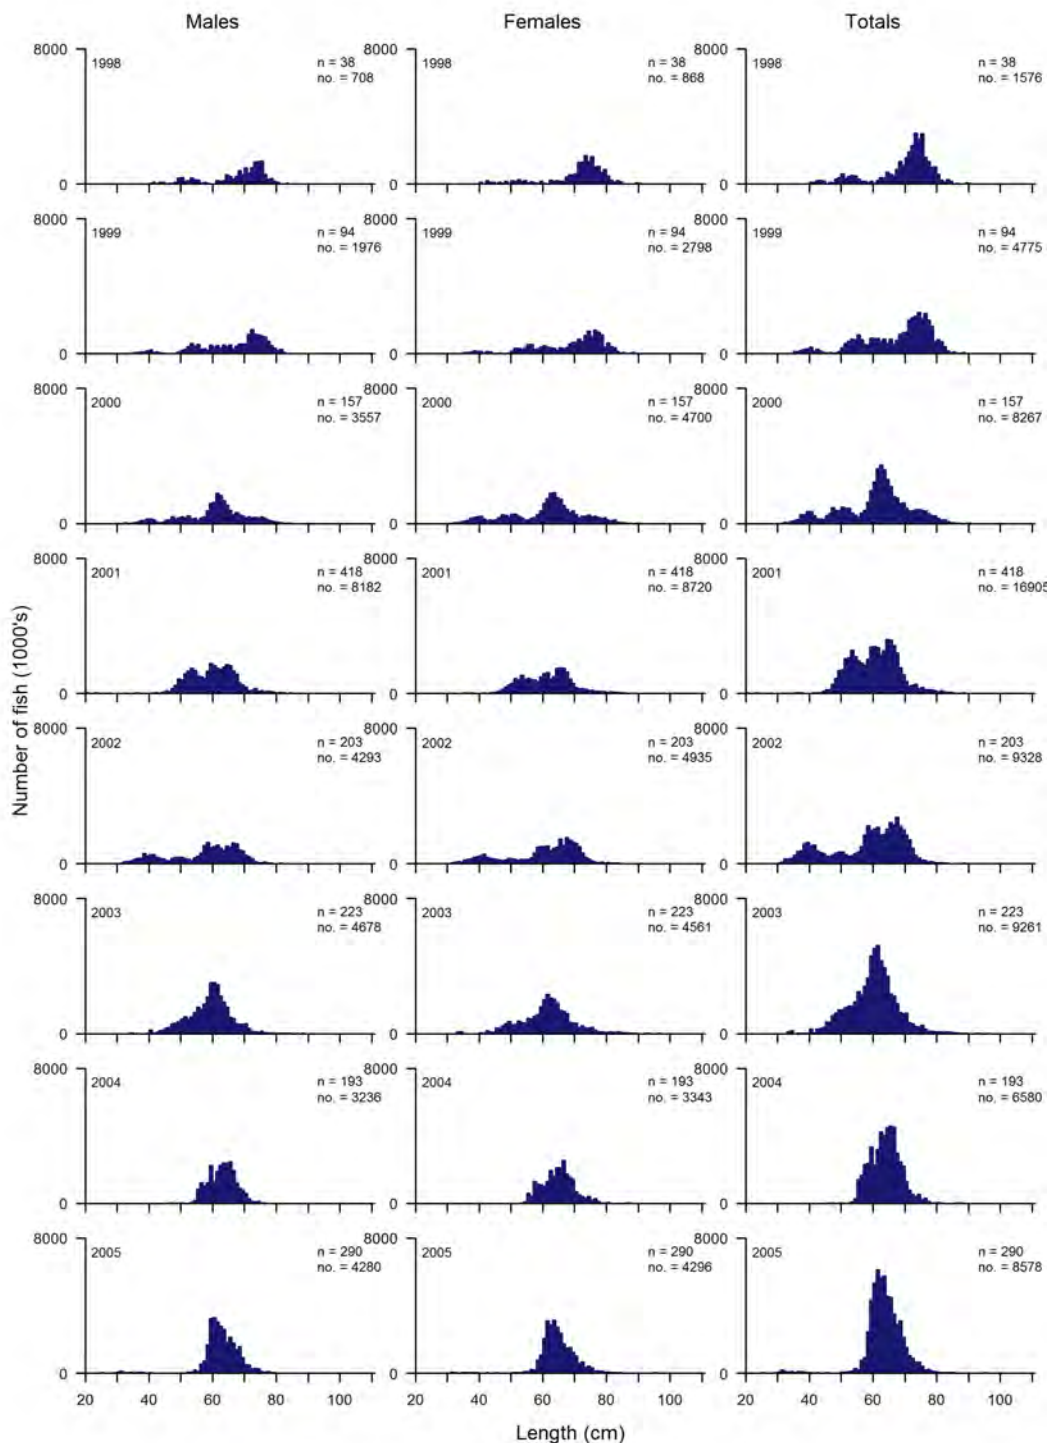 Males Females Totals
8000 8000 8000
1998 n = 38 1998 n = 38 1998 n = 38
no. = 708 no. = 868 no. = 1576
0 0 0
8000 8000 8000
1999 n = 94 1999 n = 94 1999 n = 94
no. = 1976 no. = 2798 no. = 4775
0 0 0
8000 8000 8000
2000 n = 157 2000 n = 157 2000 n = 157
no. = 3557 no. = 4700 no. = 8267
0 0 0
8000 8000 8000
2001 n = 418 2001 n = 418 2001 n = 418
no. = 8182 no. = 8720 no. = 16905
0 0 0
Number of fish (1000's)
8000 8000 8000
2002 n = 203 2002 n = 203 2002 n = 203
no. = 4293 no. = 4935 no. = 9328
0 0 0
8000 8000 8000
2003 n = 223 2003 n = 223 2003 n = 223
no. = 4678 no. = 4561 no. = 9261
0 0 0
8000 8000 8000
2004 n = 193 2004 n = 193 2004 n = 193
no. = 3236 no. = 3343 no. = 6580
0 0 0
8000 8000 8000
2005 n = 290 2005 n = 290 2005 n = 290
no. = 4280 no. = 4296 no. = 8578
0 0 0
20 40 60 80 100 20 40 60 80 100 20 40 60 80 100
Length (cm)